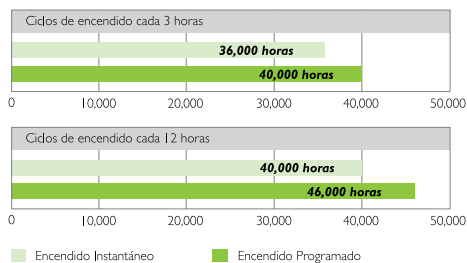 Ciclos de encendido cada 3 horas
36,000 horas
40,000 horas
0 10,000 20,000 30,000 40,000 50,000
Ciclos de encendido cada 12 horas
40,000 horas
46,000 horas
0 10,000 20,000 30,000 40,000 50,000
Encendido Instantáneo Encendido Programado